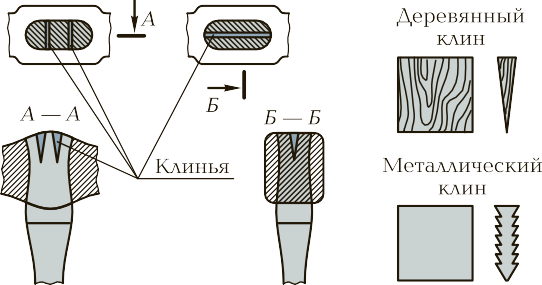 А
Б
А — А
Б — Б
Клинья
Деревянный
клин
Металлический
клин